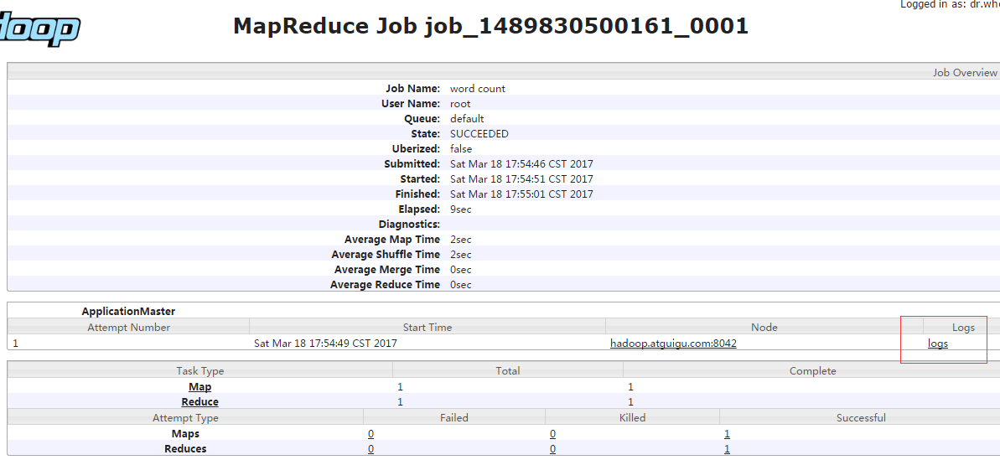 Logged in as: dr.who
doop
MapReduce Job job_1489830500161_0001
Job Overview
Job Name: word count
User Name: root
Queue: default
State: SUCCEEDED
Uberized: false
Submitted: Sat Mar 18 17:54:46 CST 2017
Started: Sat Mar 18 17:54:51 CST 2017
Finished: Sat Mar 18 17:55:01 CST 2017
Elapsed: 9sec
Diagnostics:
Average Map Time 2sec
Average Shuffle Time 2sec
Average Merge Time 0sec
Average Reduce Time 0sec
ApplicationMaster
Attempt Number Start Time Node Logs
1 Sat Mar 18 17:54:49 CST 2017 hadoop.atguigu.com:8042 logs
Task Type Total Complete
Map 1 1
Reduce 1 1
Attempt Type Failed Killed Successful
Maps 0 0 1
Reduces 0 0 1